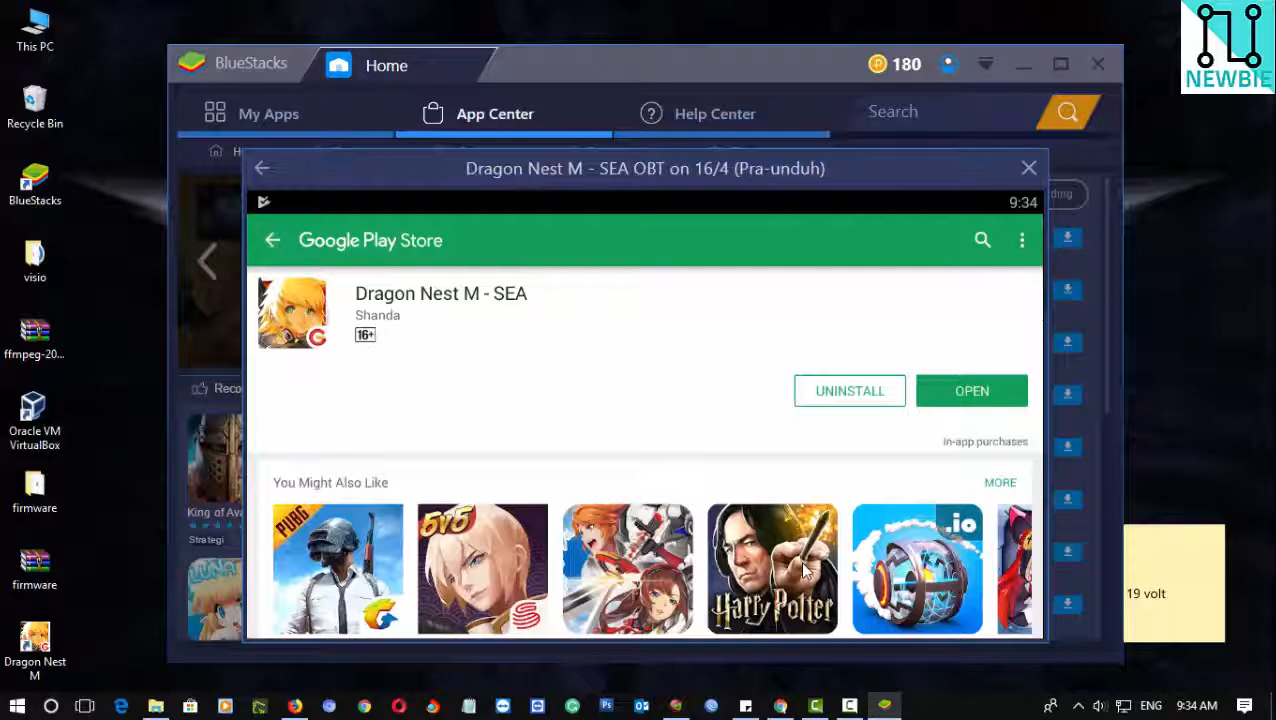 This PC
NEWBIE
BlueStacks
Home
180
My Apps
App Center
Help Center
Search
Recycle Bin
Dragon Nest M - SEA OBT on 16/4 (Pra-unduh)
BlueStacks
9:34
Google Play Store
Dragon Nest M - SEA
Shanda
16+
visio
UNINSTALL
OPEN
ffmpeg-20...
In-app purchases
You Might Also Like
MORE
Oracle VM
VirtualBox
PUBG
5v5
.io
Harry Potter
King of Ava
Strategi
firmware
firmware
19 volt
Dragon Nest
M
ENG
9:34 AM